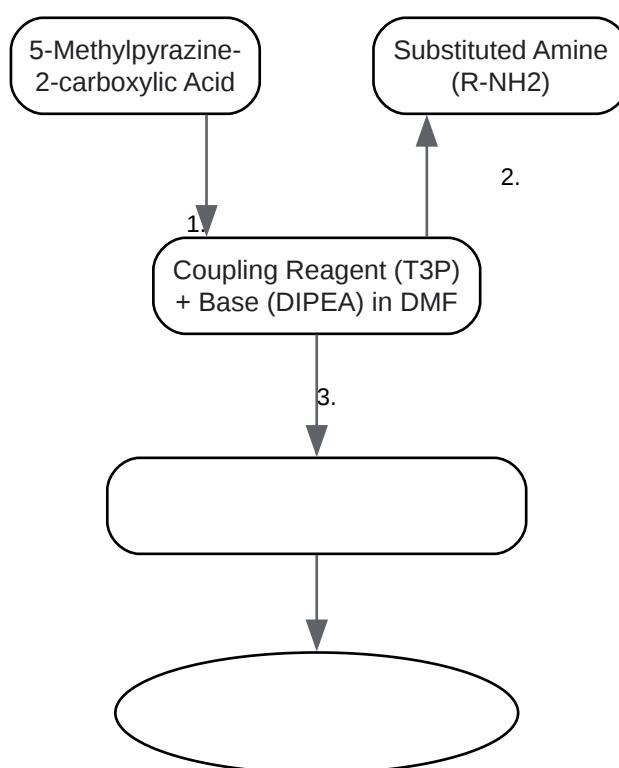 5-Methylpyrazine-
2-carboxylic Acid
Substituted Amine
(R-NH2)
2.
1.
Coupling Reagent (T3P)
+ Base (DIPEA) in DMF
3.